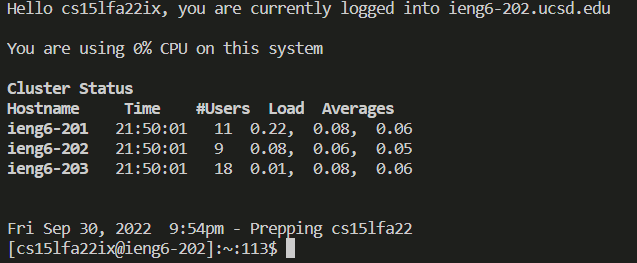 Hello cs15lfa22ix, you are currently logged into ieng6-202.ucsd.edu
You are using 0% CPU on this system
Cluster Status
Hostname     Time    #Users  Load  Averages
ieng6-201   21:50:01   11  0.22,  0.08,  0.06
ieng6-202   21:50:01   9   0.08,  0.06,  0.05
ieng6-203   21:50:01   18  0.01,  0.08,  0.06
Fri Sep 30, 2022  9:54pm - Prepping cs15lfa22
[cs15lfa22ix@ieng6-202]:~:113$